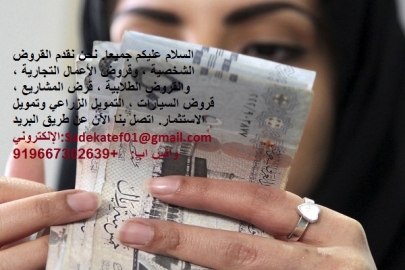 السلام عليكم جميعا نحن نقدم القروض
الشخصية ، وقروض الأعمال التجارية ،
والقروض الطلابية ، قرض المشاريع ،
قروض السيارات ، التمويل الزراعي وتمويل
الاستثمار. اتصل بنا الآن عن طريق البريد
الإلكتروني:Sydekatef01@gmail.com
واتس اب: +919667392639